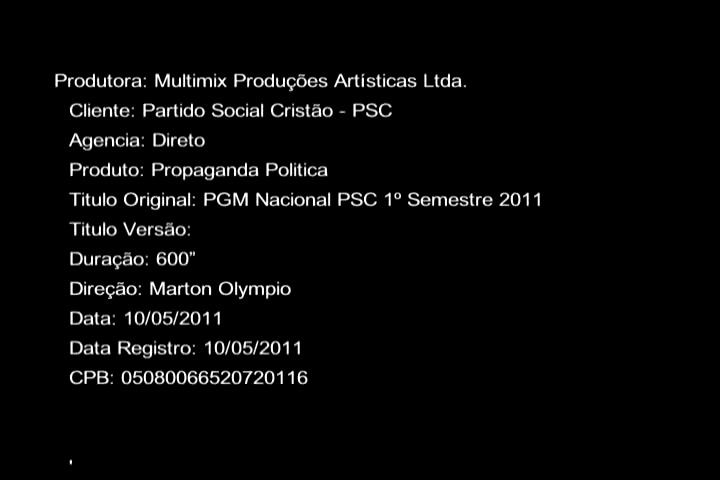 Produtora: Multimix Produções Artísticas Ltda.
Cliente: Partido Social Cristão - PSC
Agencia: Direto
Produto: Propaganda Politica
Titulo Original: PGM Nacional PSC 1º Semestre 2011
Titulo Versão:
Duração: 600”
Direção: Marton Olympio
Data: 10/05/2011
Data Registro: 10/05/2011
CPB: 05080066520720116